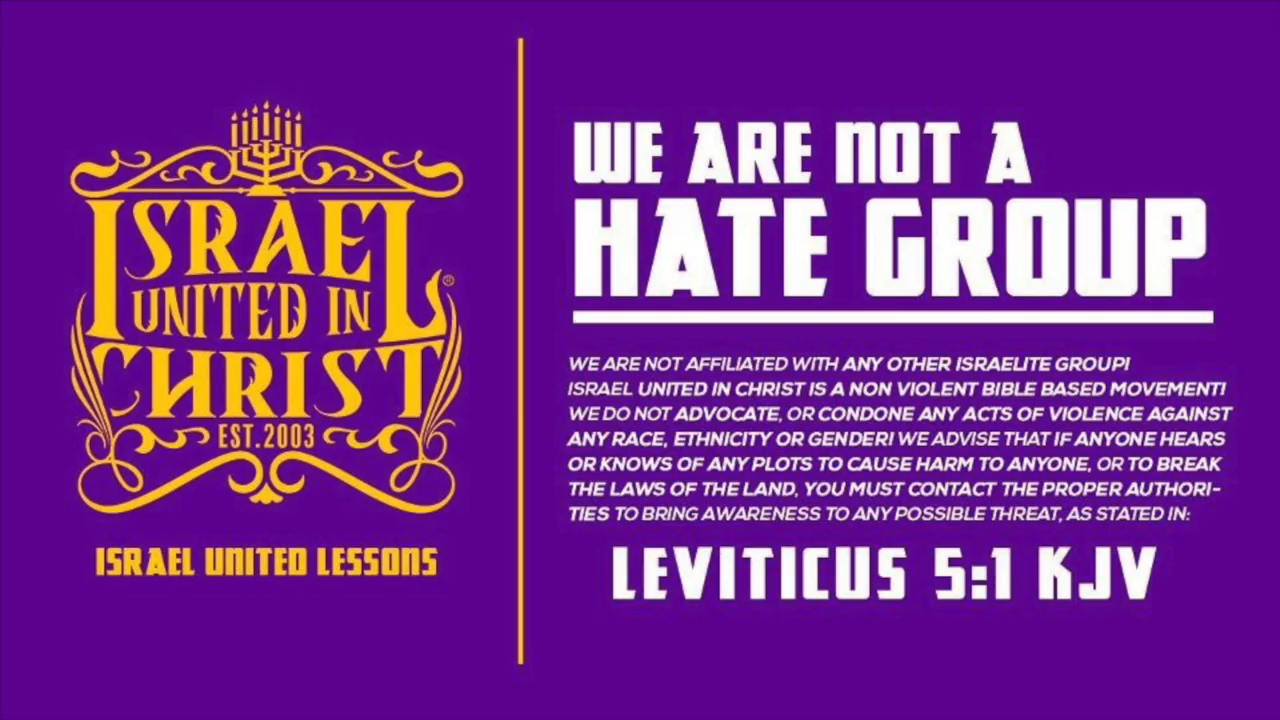 ISRAEL
UNITED IN
CHRIST
EST.2003
ISRAEL UNITED LESSONS
WE ARE NOT A
HATE GROUP
WE ARE NOT AFFILIATED WITH ANY OTHER ISRAELITE GROUP!
ISRAEL UNITED IN CHRIST IS A NON VIOLENT BIBLE BASED MOVEMENT!
WE DO NOT ADVOCATE, OR CONDONE ANY ACTS OF VIOLENCE AGAINST
ANY RACE, ETHNICITY OR GENDER! WE ADVISE THAT IF ANYONE HEARS
OR KNOWS OF ANY PLOTS TO CAUSE HARM TO ANYONE, OR TO BREAK
THE LAWS OF THE LAND, YOU MUST CONTACT THE PROPER AUTHORI-
TIES TO BRING AWARENESS TO ANY POSSIBLE THREAT, AS STATED IN:
LEVITICUS 5:1 KJV